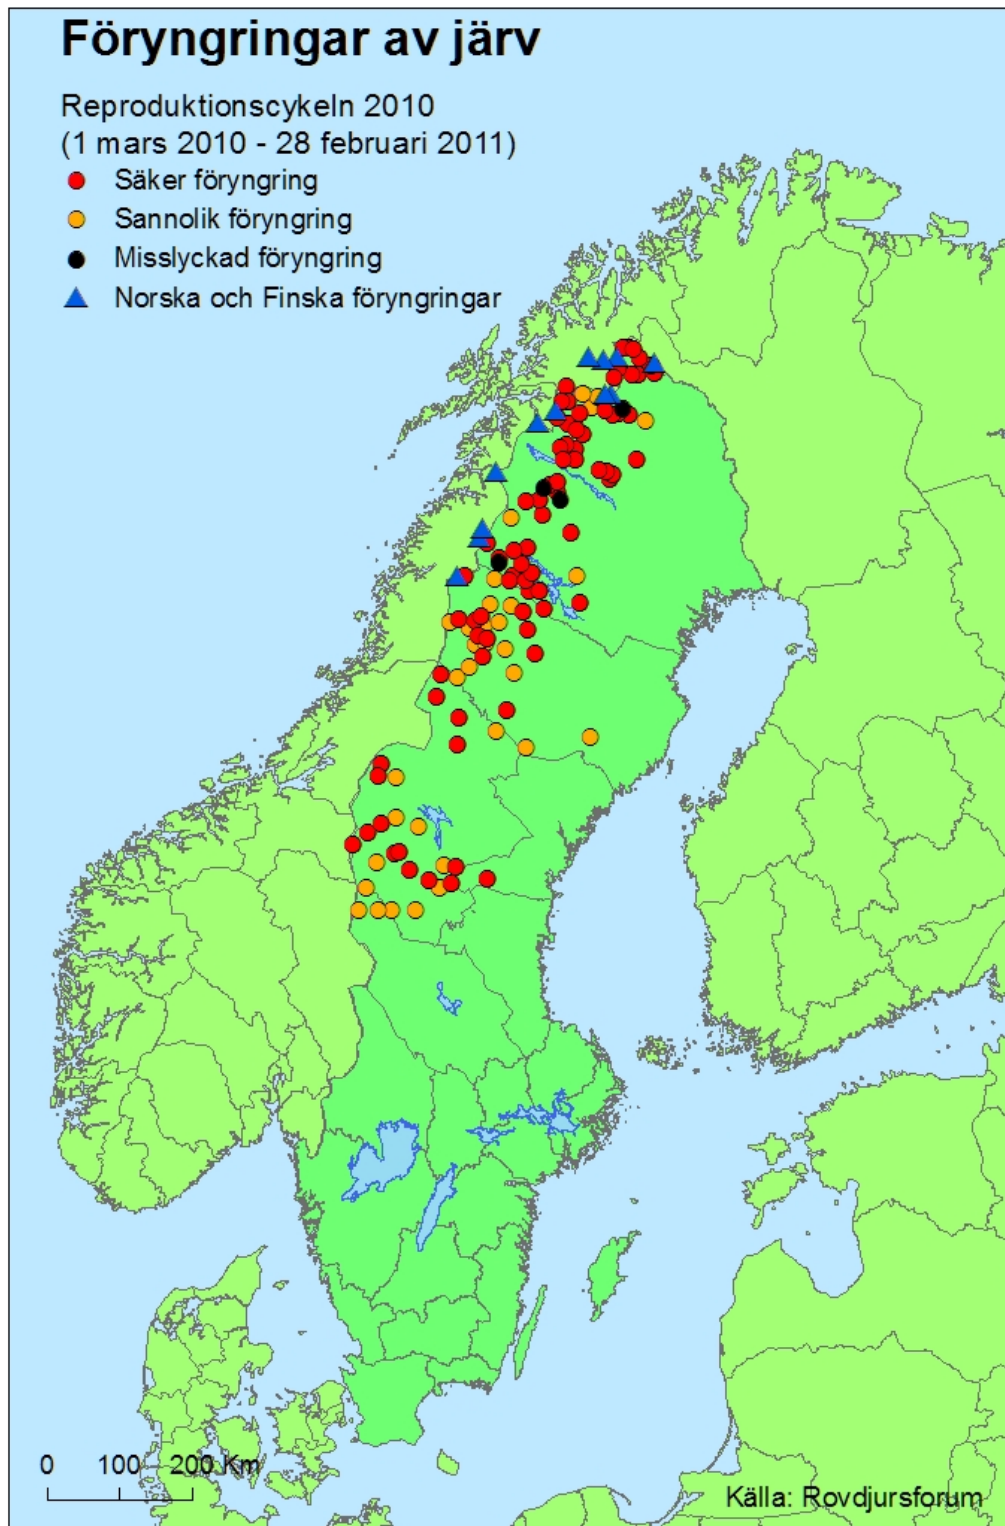 Föryngringar av järv
Reproduktionscykeln 2010
(1 mars 2010 - 28 februari 2011)
Säker föryngring
Sannolik föryngring
Misslyckad föryngring
Norska och Finska föryngringar
0 100 200 Km
Källa: Rovdjursforum